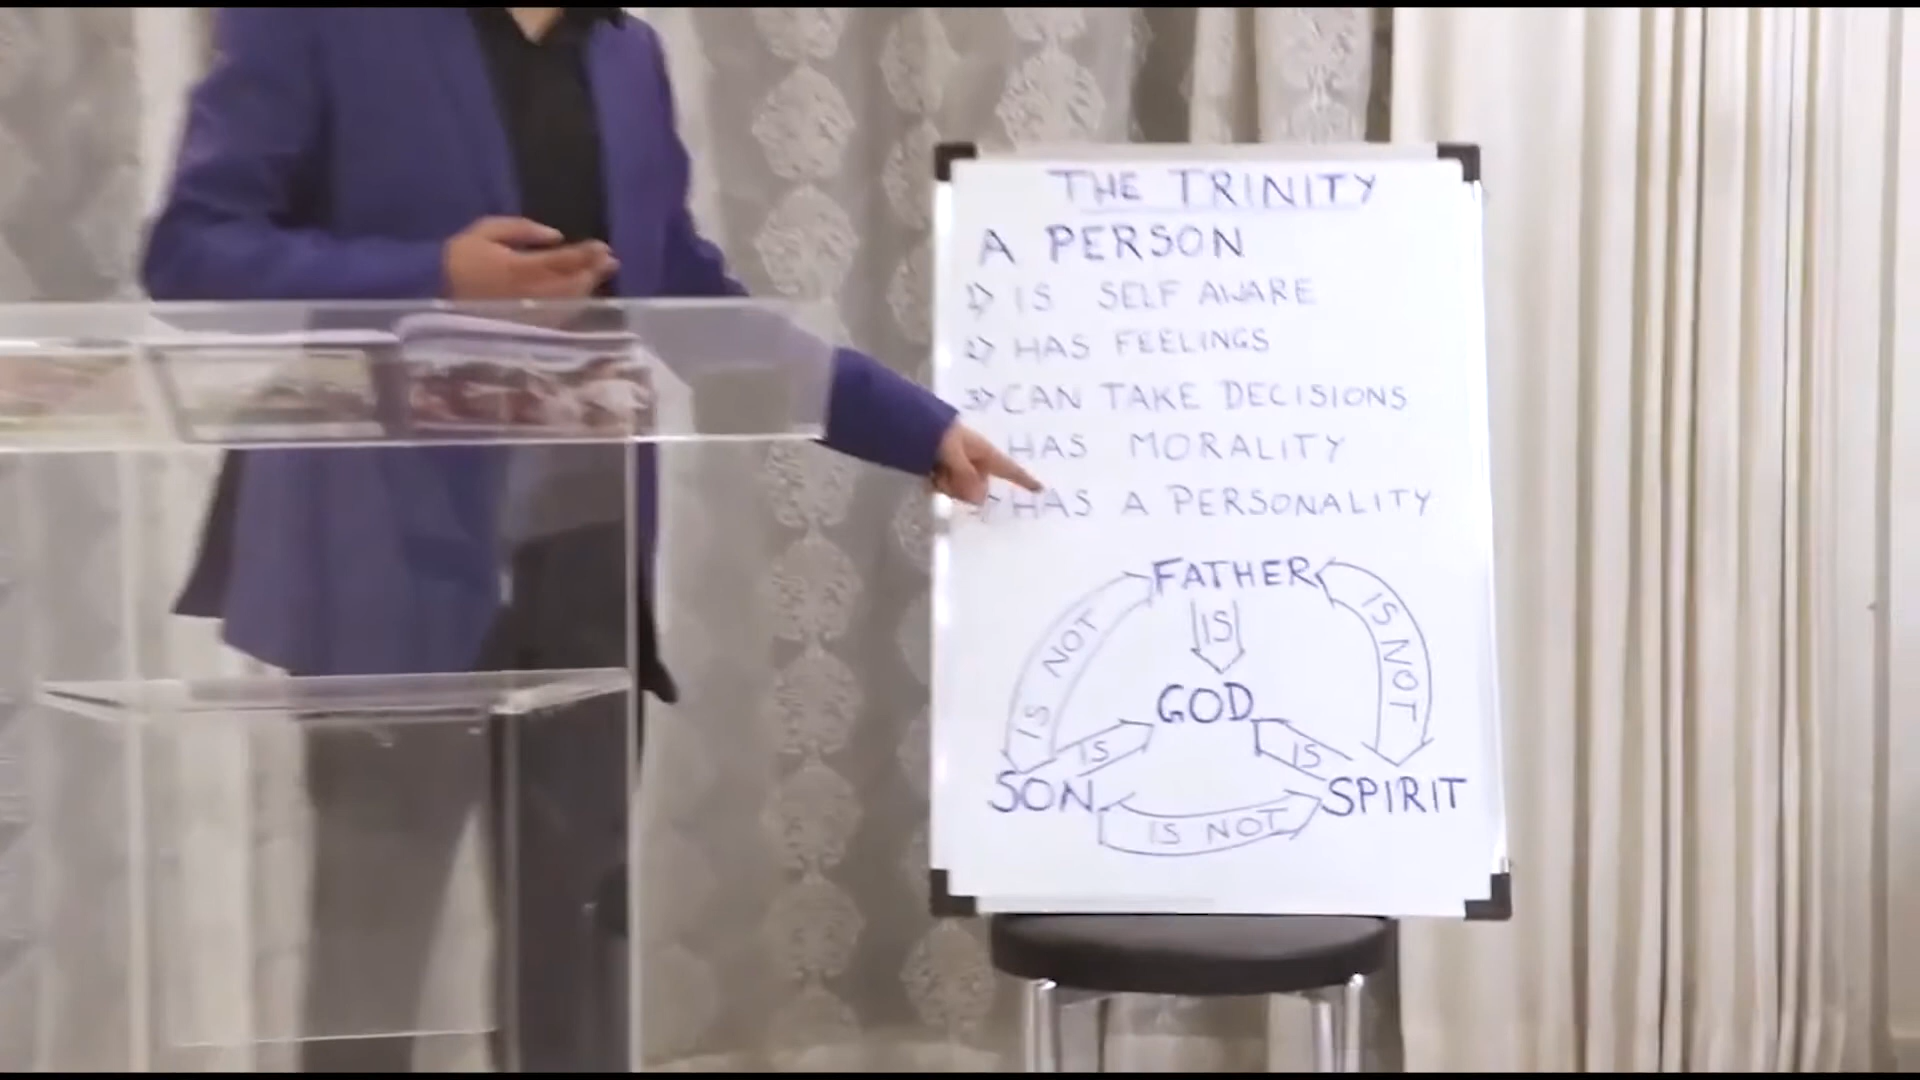 THE TRINITY
A PERSON
1) IS SELF AWARE
2) HAS FEELINGS
3) CAN TAKE DECISIONS
HAS MORALITY
HAS A PERSONALITY
FATHER
IS NOT
IS
IS NOT
GOD
IS
IS
SON
SPIRIT
IS NOT